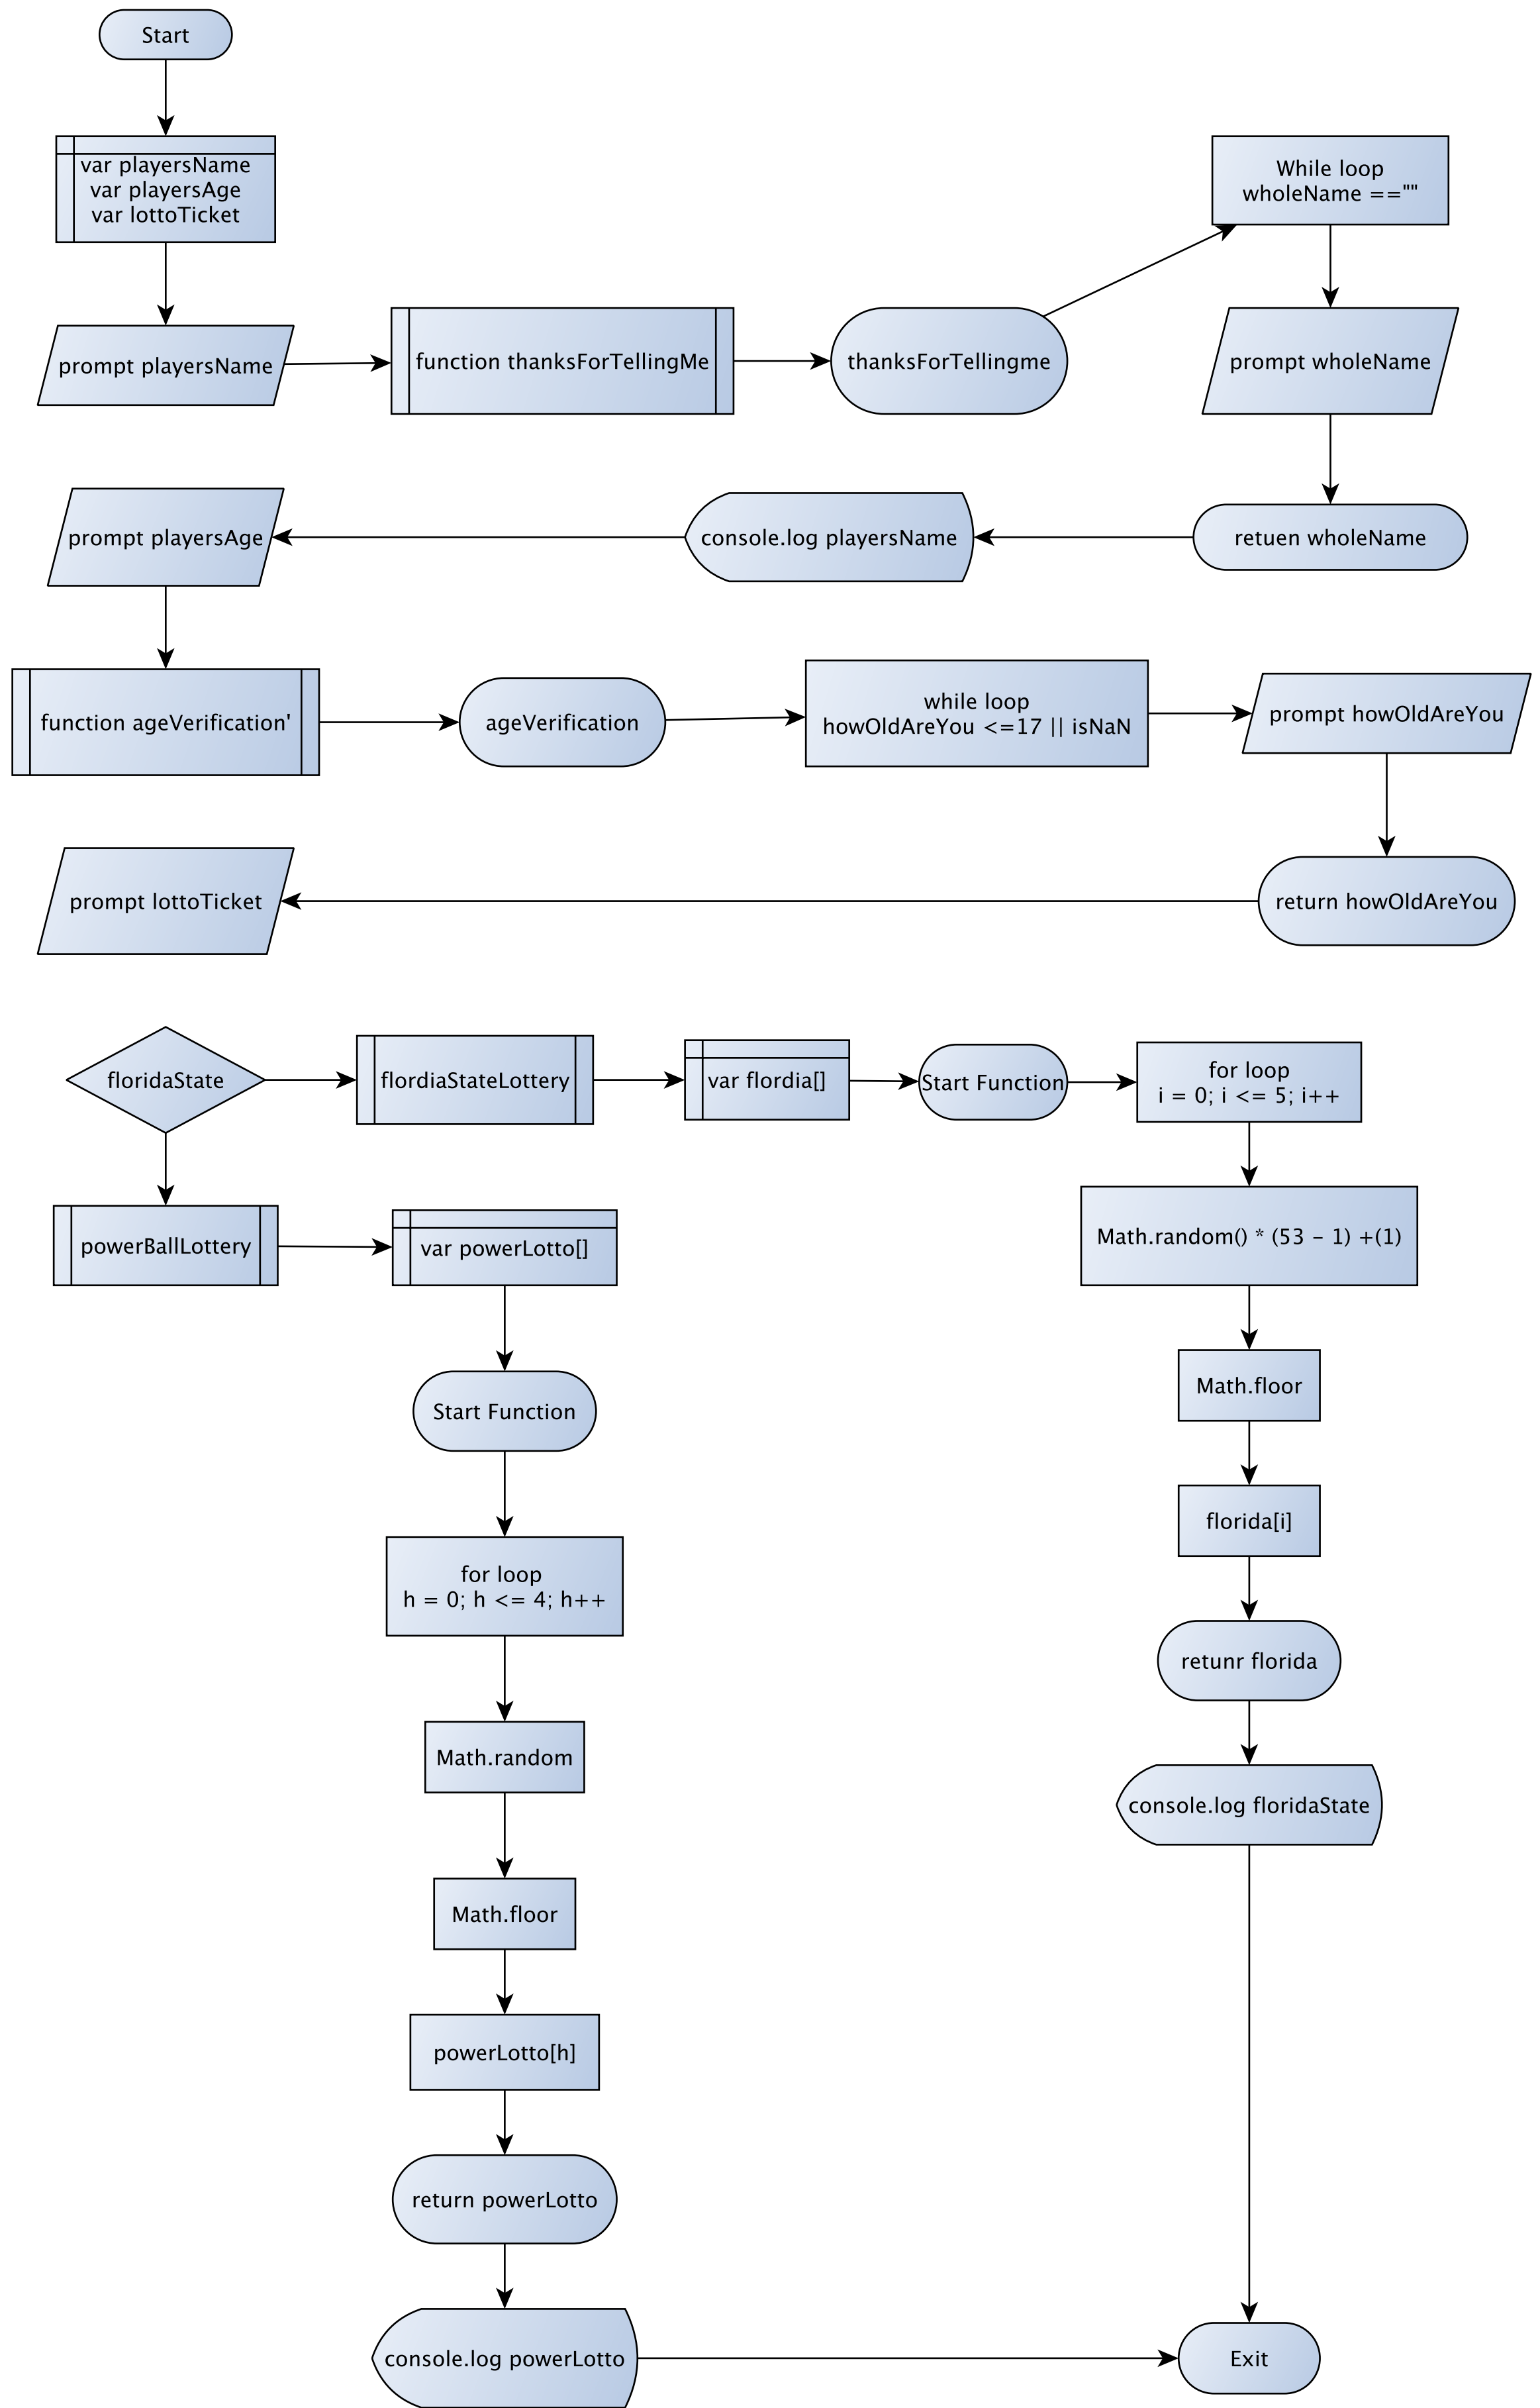 Start
var playersName
var playersAge
var lottoTicket
While loop
wholeName ==""
prompt playersName
function thanksForTellingMe
thanksForTellingme
prompt wholeName
prompt playersAge
console.log playersName
retuen wholeName
function ageVerification'
ageVerification
while loop
howOldAreYou <=17 || isNaN
prompt howOldAreYou
prompt lottoTicket
return howOldAreYou
floridaState
flordiaStateLottery
var flordia[]
Start Function
for loop
i = 0; i <= 5; i++
powerBallLottery
var powerLotto[]
Math.random() * (53 - 1) +(1)
Start Function
Math.floor
florida[i]
for loop
h = 0; h <= 4; h++
retunr florida
Math.random
console.log floridaState
Math.floor
powerLotto[h]
return powerLotto
console.log powerLotto
Exit